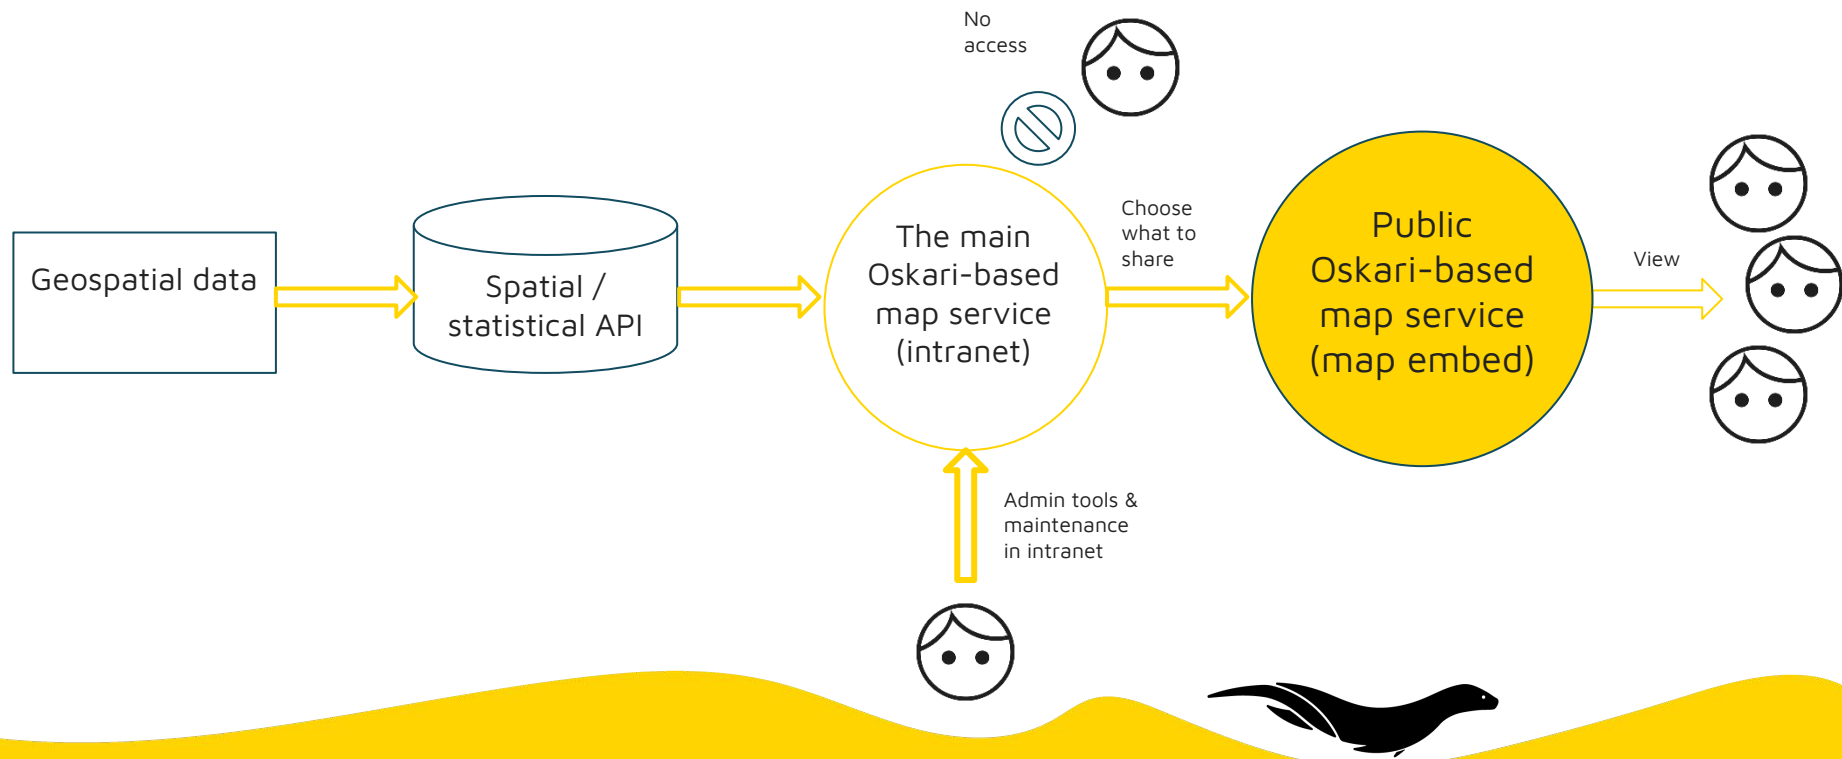 No
access
Geospatial data
Spatial /
statistical API
The main
Oskari-based
map service
(intranet)
Choose
what to
share
Public
Oskari-based
map service
(map embed)
View
Admin tools &
maintenance
in intranet